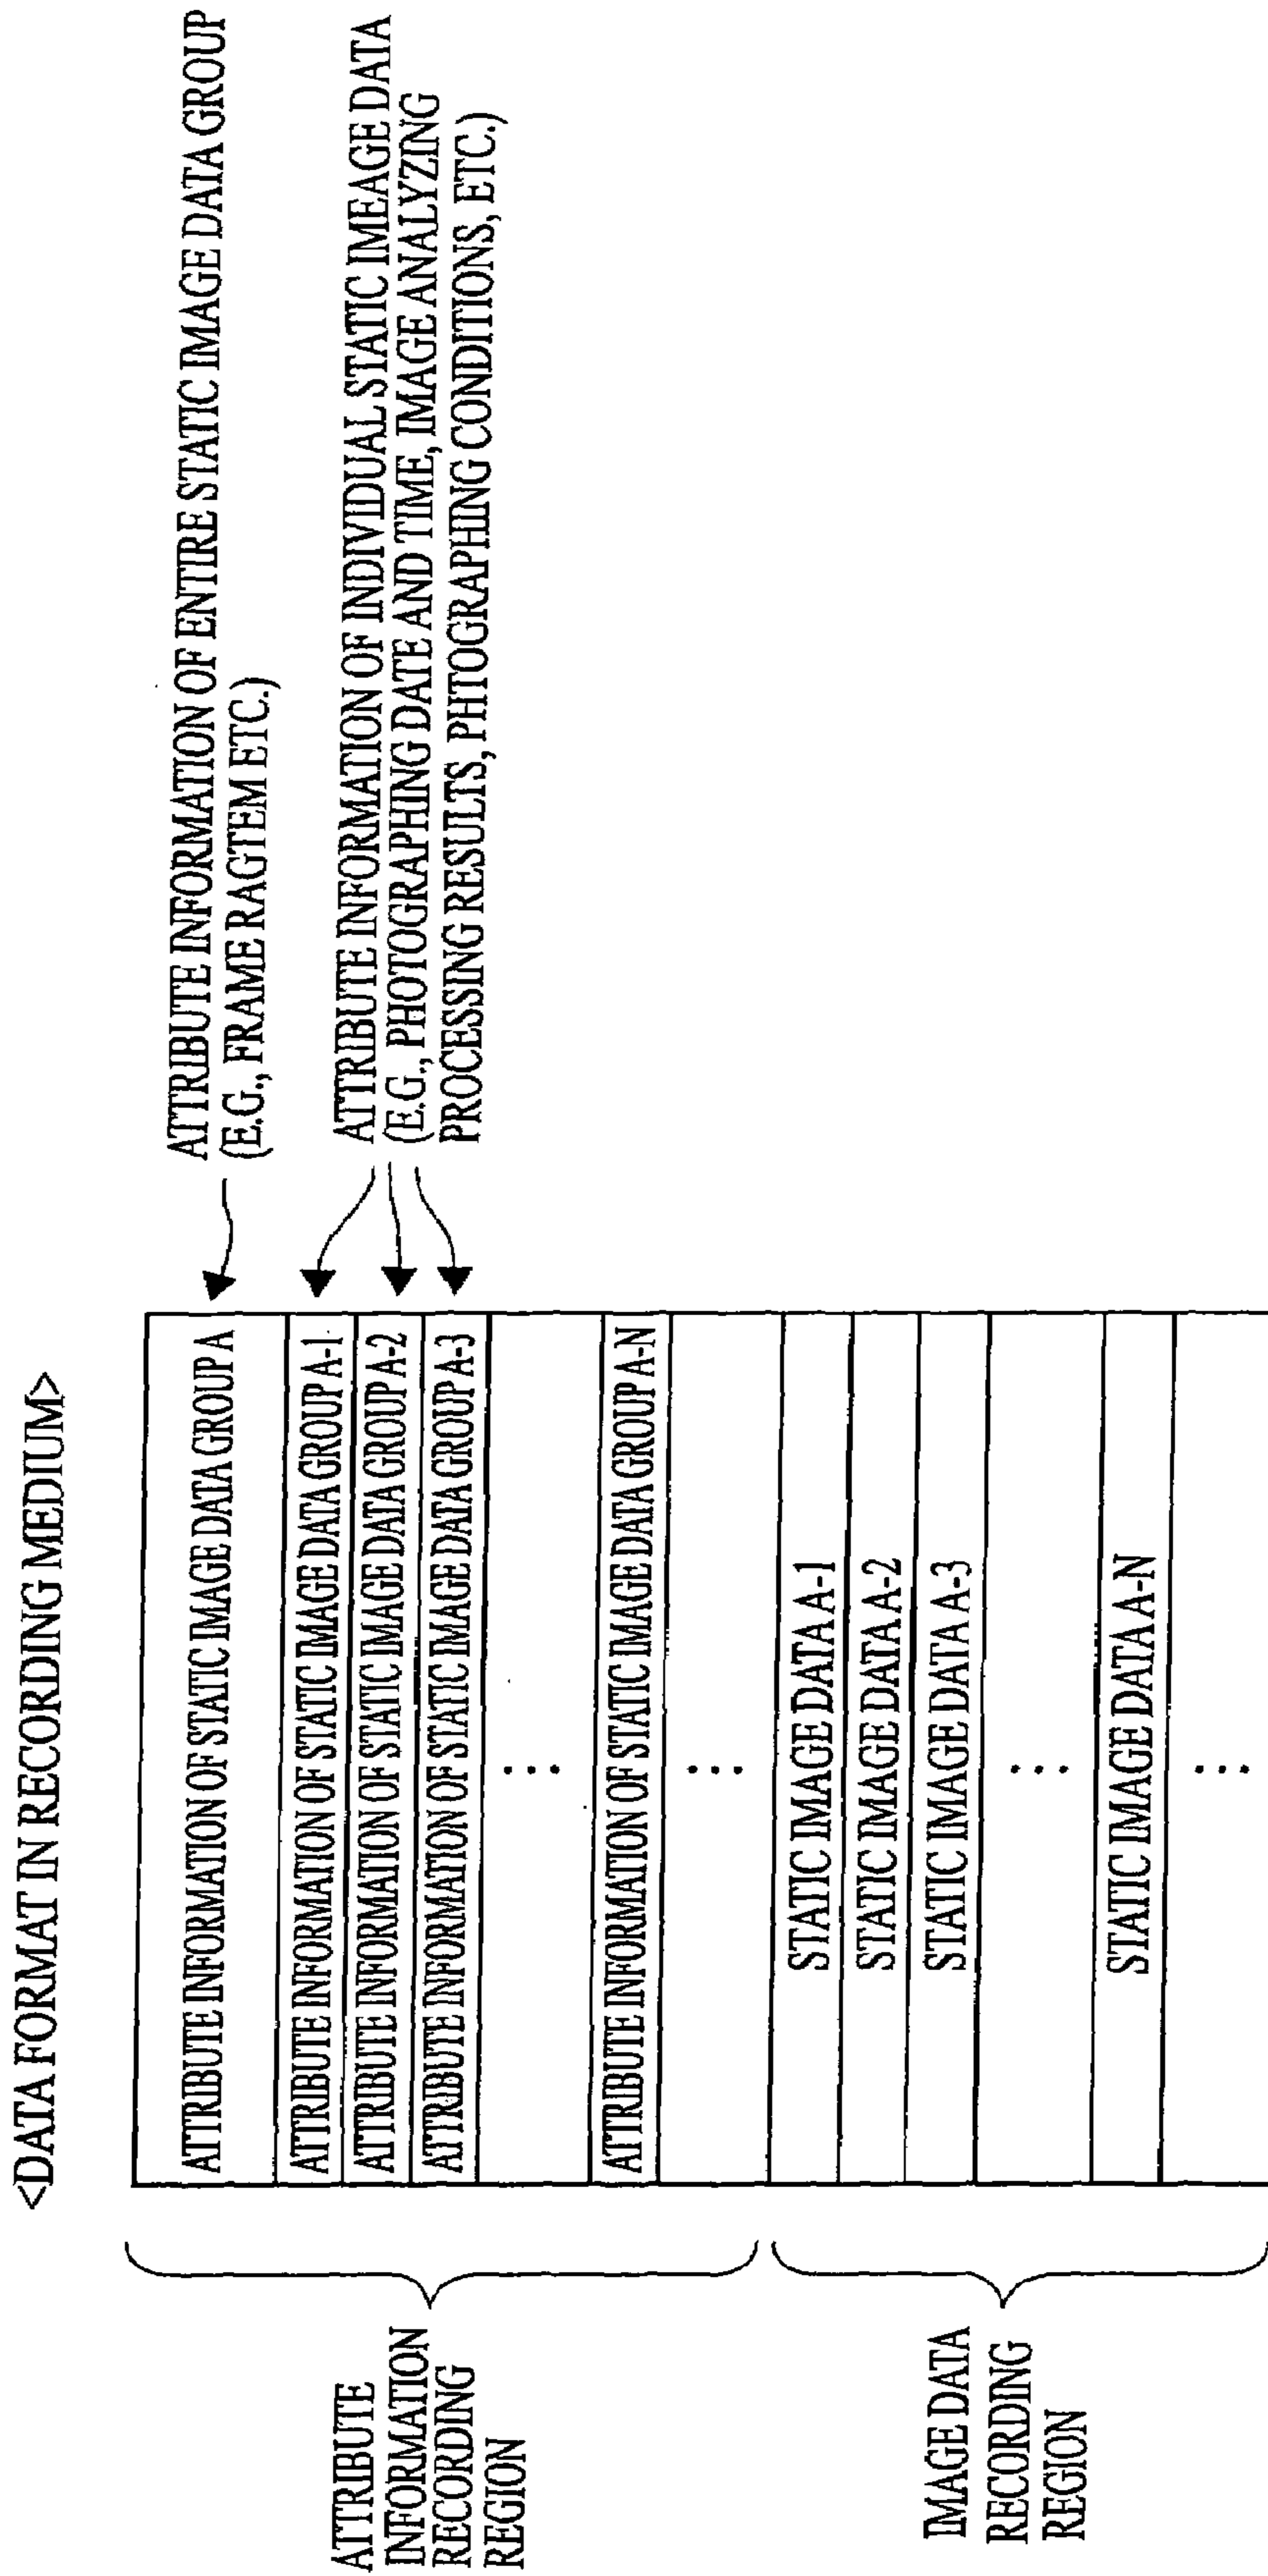 <DATA FORMAT IN RECORDING MEDIUM>
ATTRIBUTE
INFORMATION
RECORDING
REGION
ATTRIBUTE INFORMATION OF STATIC IMAGE DATA GROUP A
ATTRIBUTE INFORMATION OF STATIC IMAGE DATA GROUP A-1
ATTRIBUTE INFORMATION OF STATIC IMAGE DATA GROUP A-2
ATTRIBUTE INFORMATION OF STATIC IMAGE DATA GROUP A-3
...
ATTRIBUTE INFORMATION OF STATIC IMAGE DATA GROUP A-N
...
ATTRIBUTE INFORMATION OF ENTIRE STATIC IMAGE DATA GROUP
(E.G., FRAME RAGTEM ETC.)
ATTRIBUTE INFORMATION OF INDIVIDUAL STATIC IMEAGE DATA
(E.G., PHOTOGRAPHING DATE AND TIME, IMAGE ANALYZING
PROCESSING RESULTS, PHTOGRAPHING CONDITIONS, ETC.)
IMAGE DATA
RECORDING
REGION
STATIC IMAGE DATA A-1
STATIC IMAGE DATA A-2
STATIC IMAGE DATA A-3
...
STATIC IMAGE DATA A-N
...